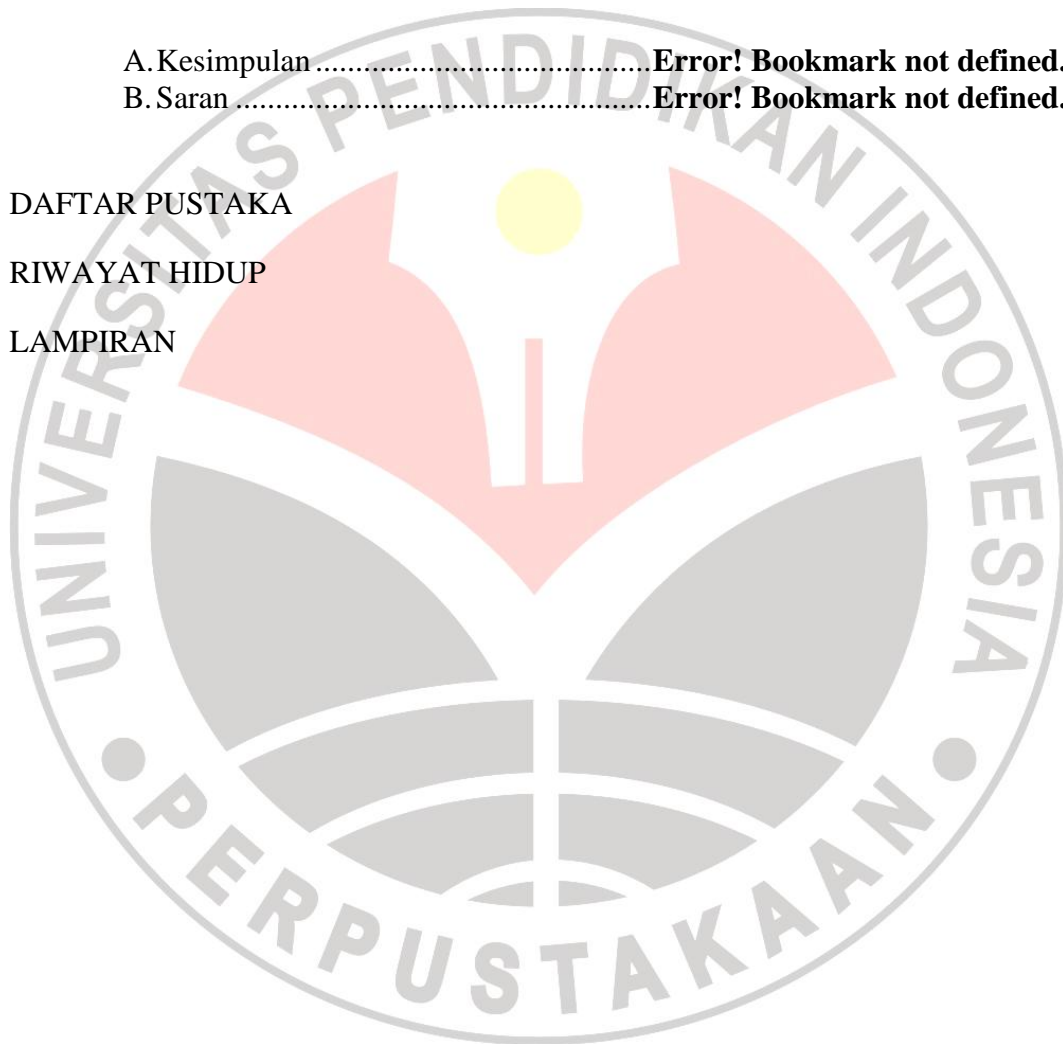 A. Kesimpulan ..........................................Error! Bookmark not defined.
B. Saran ....................................................Error! Bookmark not defined.
DAFTAR PUSTAKA
RIWAYAT HIDUP
LAMPIRAN
UNIVERSITAS PENDIDIKAN INDONESIA
PERPUSTAKAAN